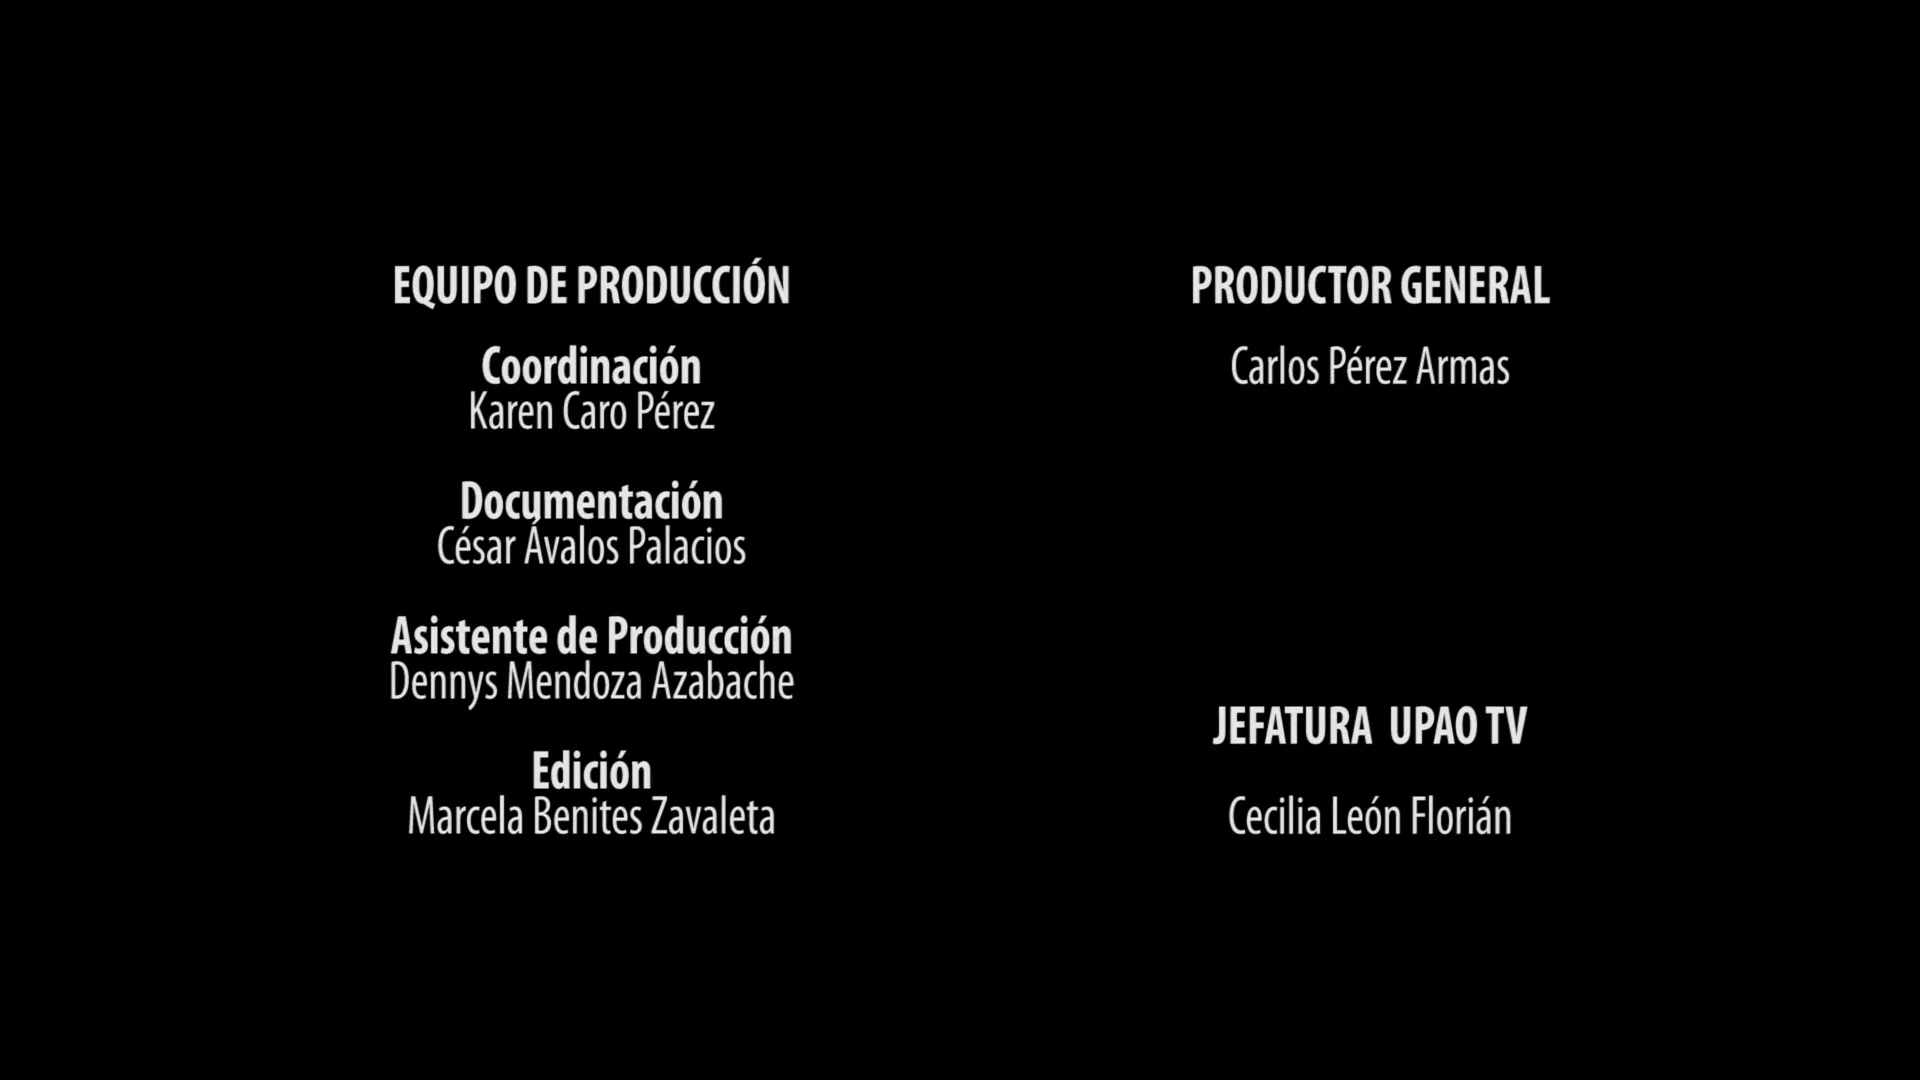 EQUIPO DE PRODUCCIÓN
Coordinación
Karen Caro Pérez
Documentación
César Ávalos Palacios
Asistente de Producción
Dennys Mendoza Azabache
Edición
Marcela Benites Zavaleta
PRODUCTOR GENERAL
Carlos Pérez Armas
JEFATURA UPAO TV
Cecilia León Florián